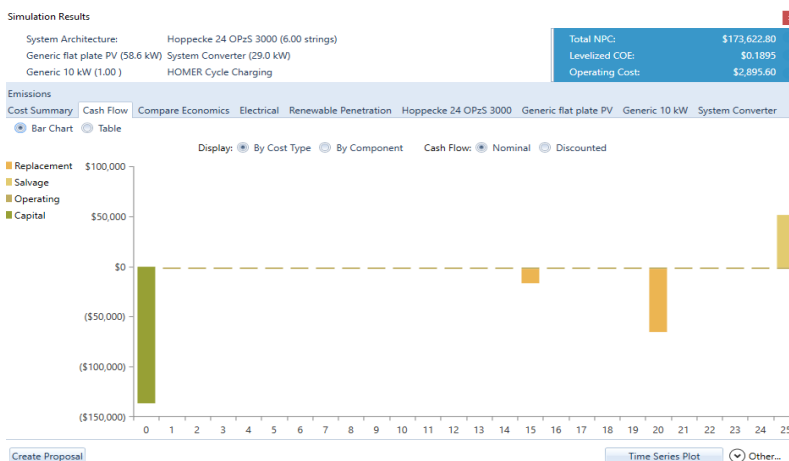 Simulation Results
System Architecture: Hoppecke 24 OPzS 3000 (6.00 strings)
Generic flat plate PV (58.6 kW) System Converter (29.0 kW)
Generic 10 kW (1.00 ) HOMER Cycle Charging
Total NPC: $173,622.80
Levelized COE: $0.1895
Operating Cost: $2,895.60
Emissions
Cost Summary Cash Flow Compare Economics Electrical Renewable Penetration Hoppecke 24 OPzS 3000 Generic flat plate PV Generic 10 kW System Converter
Bar Chart Table
Display: By Cost Type By Component Cash Flow: Nominal Discounted
Replacement
Salvage
Operating
Capital
$100,000
$50,000
$0
($50,000)
($100,000)
($150,000)
0 1 2 3 4 5 6 7 8 9 10 11 12 13 14 15 16 17 18 19 20 21 22 23 24 25
Create Proposal Time Series Plot Other...